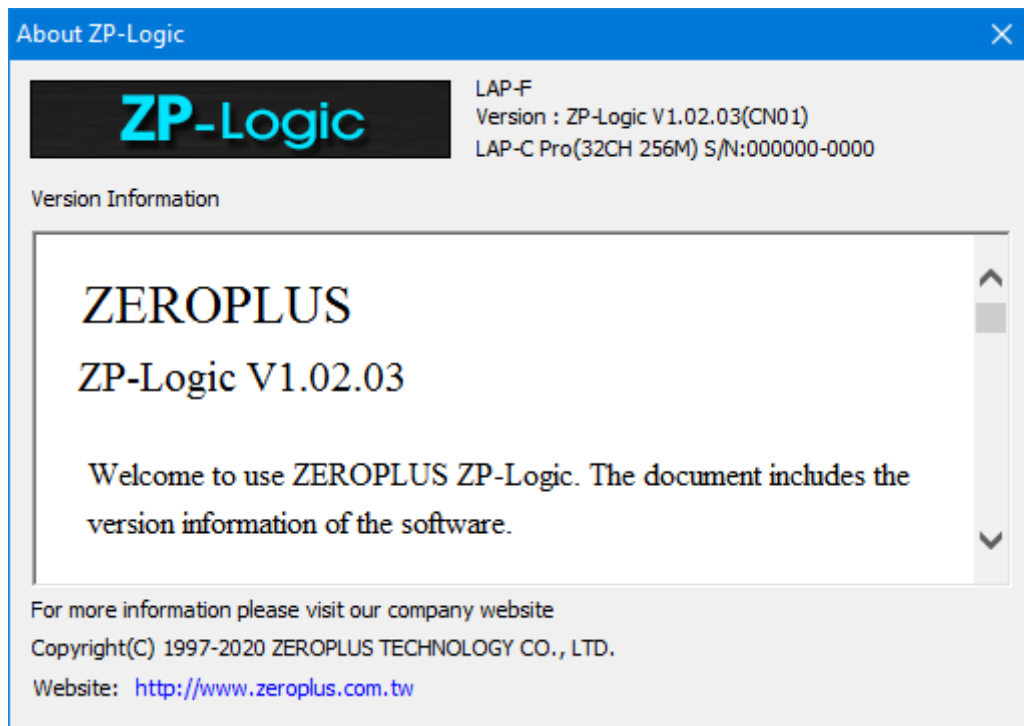 About ZP-Logic
ZP-Logic
LAP-F
Version : ZP-Logic V1.02.03(CN01)
LAP-C Pro(32CH 256M) S/N:000000-0000
Version Information
ZEROPLUS
ZP-Logic V1.02.03
Welcome to use ZEROPLUS ZP-Logic. The document includes the
version information of the software.
For more information please visit our company website
Copyright(C) 1997-2020 ZEROPLUS TECHNOLOGY CO., LTD.
Website: http://www.zeroplus.com.tw